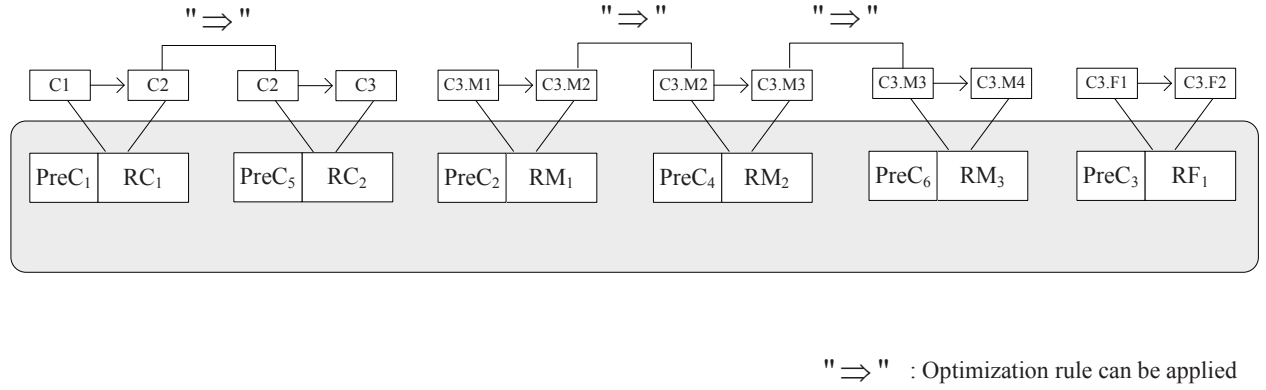 "⇒" "⇒" "⇒"
C1 C2 C2 C3 C3.M1 C3.M2 C3.M2 C3.M3 C3.M3 C3.M4 C3.F1 C3.F2
PreC₁ RC₁ PreC₅ RC₂ PreC₂ RM₁ PreC₄ RM₂ PreC₆ RM₃ PreC₃ RF₁
"⇒" : Optimization rule can be applied